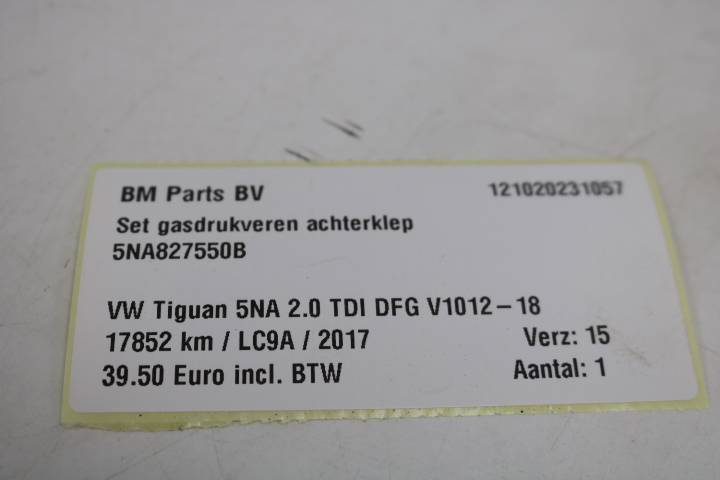 BM Parts BV 121020231057
Set gasdrukveren achterklep
5NA827550B
VW Tiguan 5NA 2.0 TDI DFG V1012-18
17852 km / LC9A / 2017 Verz: 15
39.50 Euro incl. BTW Aantal: 1